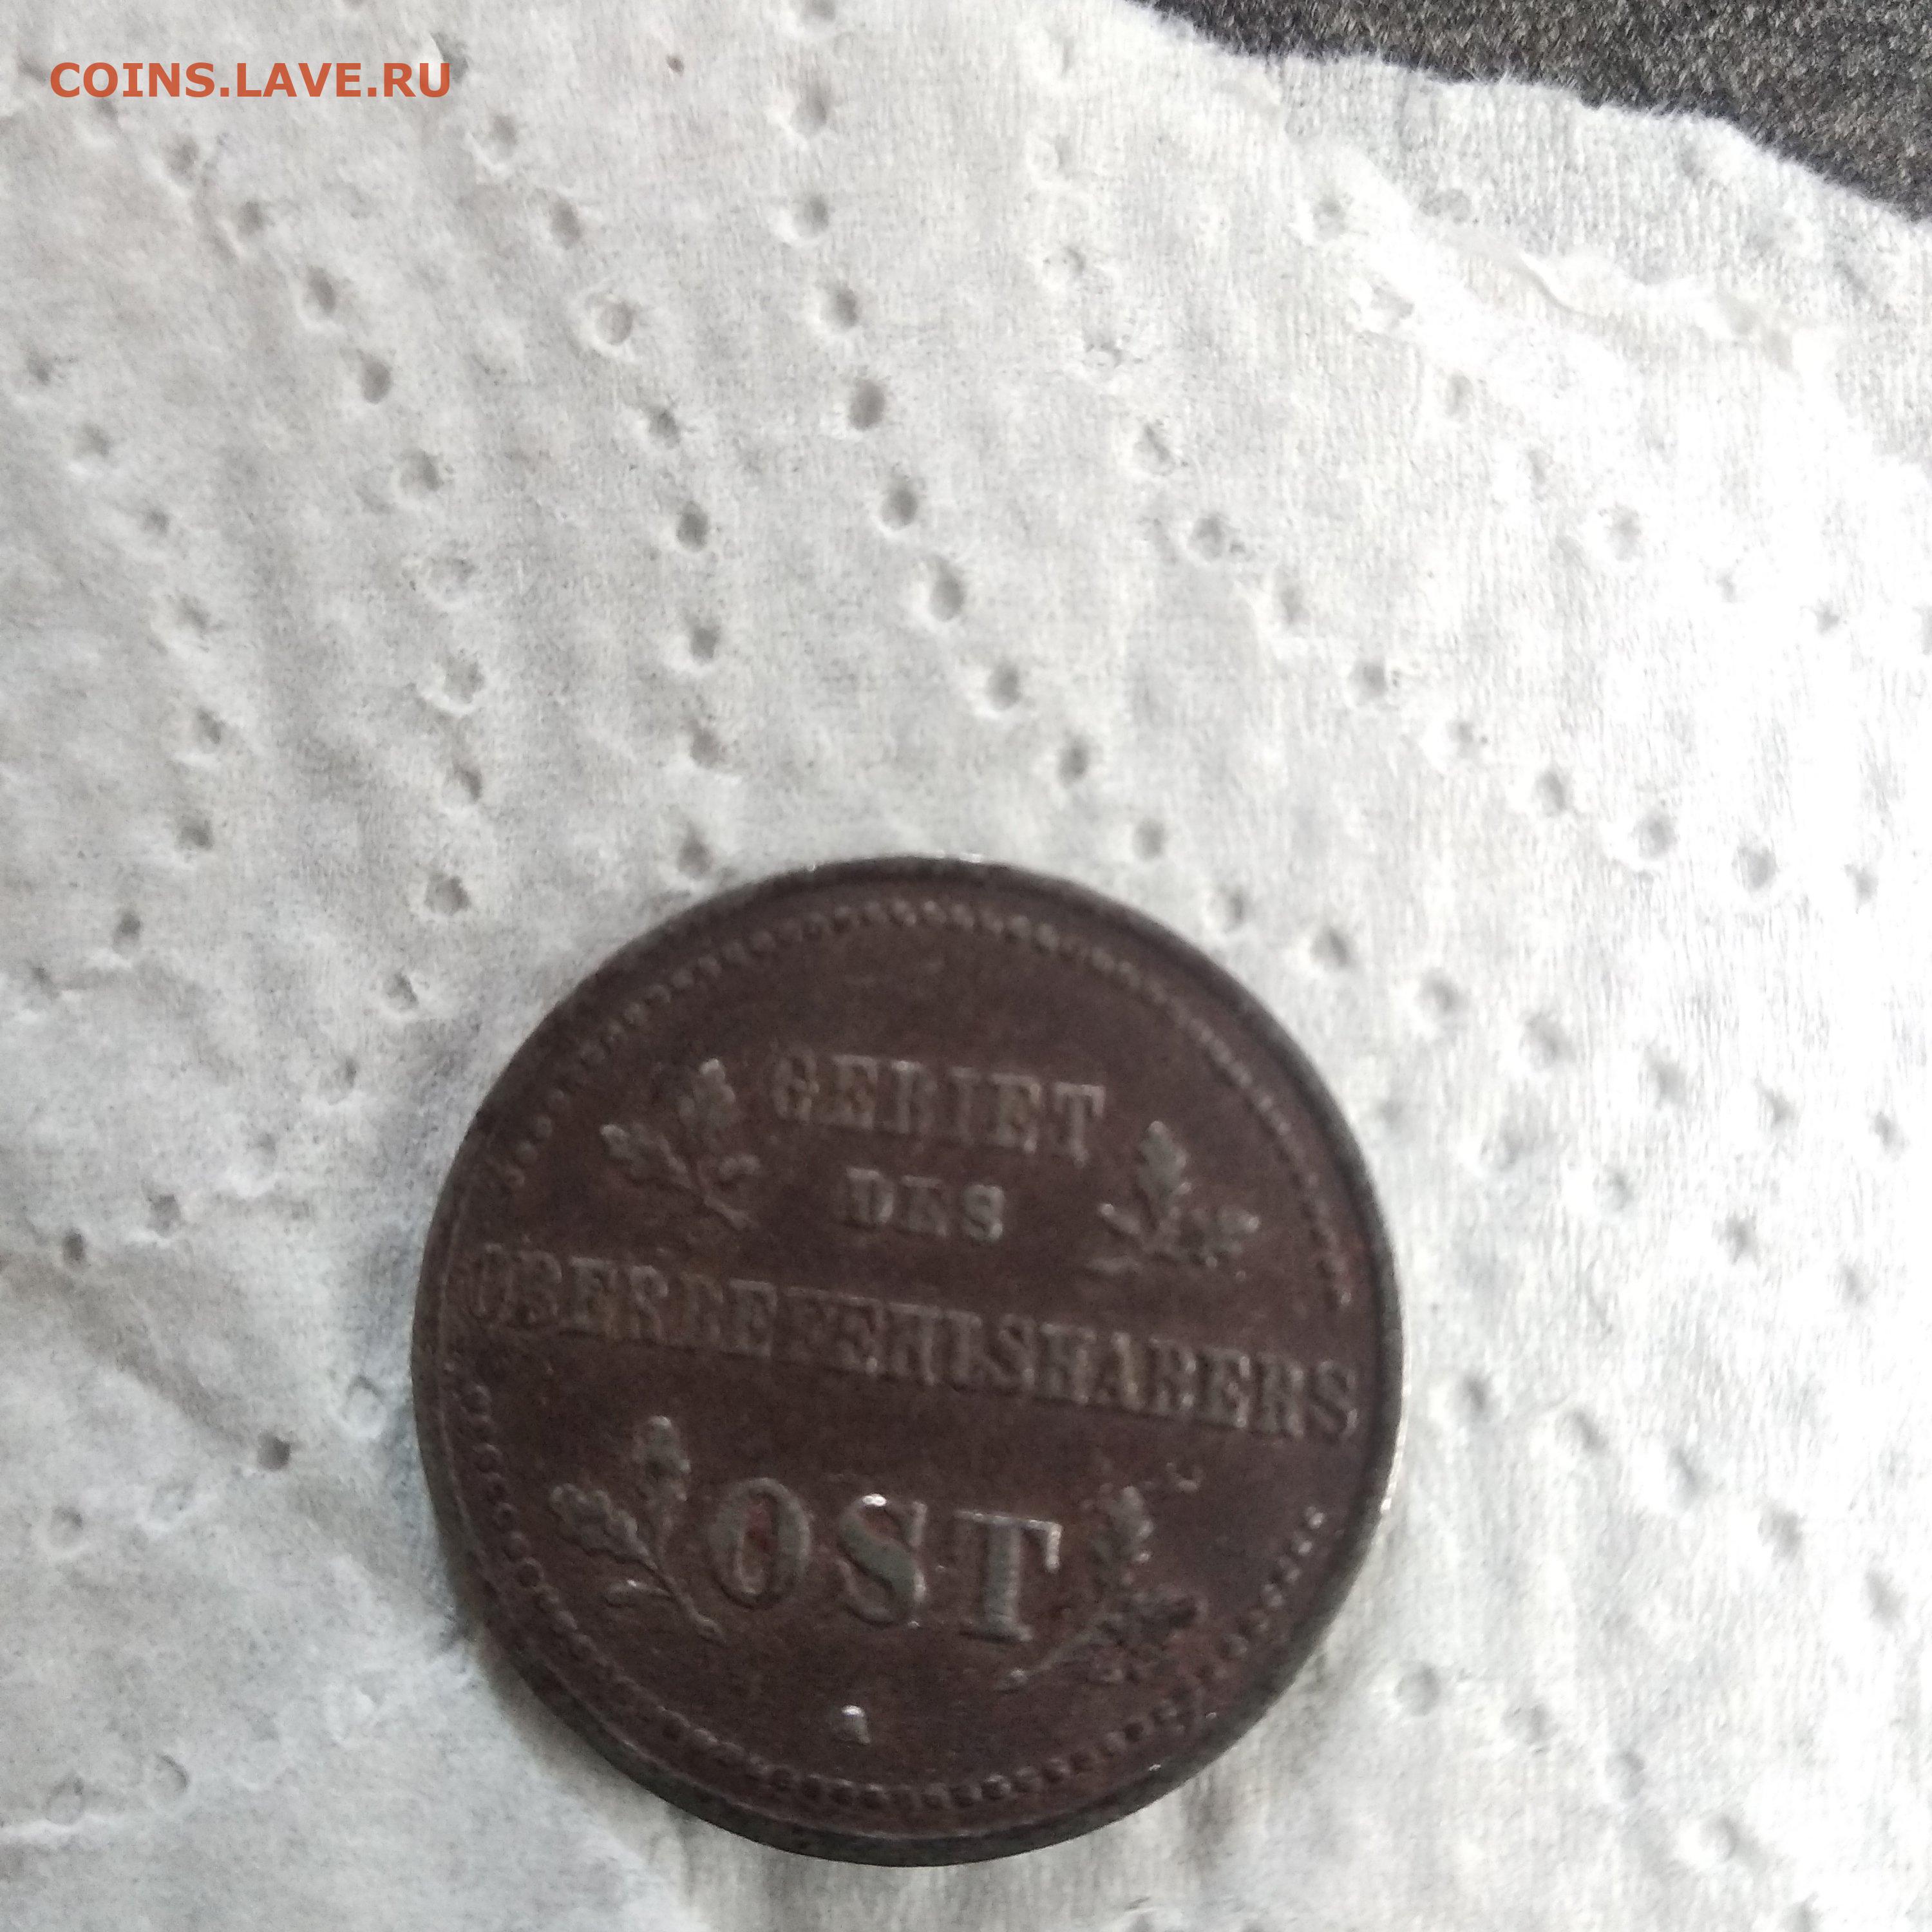 COINS.LAVE.RU
GEBIET
DES
OBERBEFEHLSHABERS
OST
A